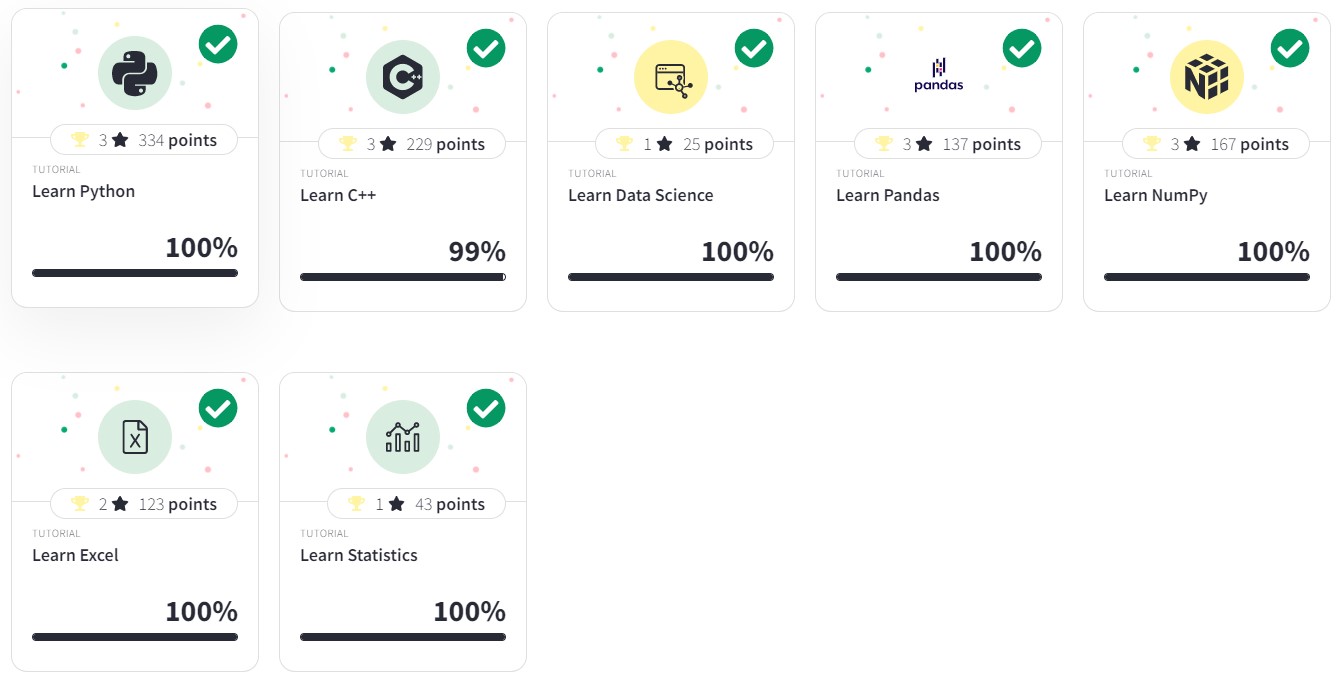 3 334 points
TUTORIAL
Learn Python
100%
C++
3 229 points
TUTORIAL
Learn C++
99%
1 25 points
TUTORIAL
Learn Data Science
100%
pandas
3 137 points
TUTORIAL
Learn Pandas
100%
N
3 167 points
TUTORIAL
Learn NumPy
100%
X
2 123 points
TUTORIAL
Learn Excel
100%
1 43 points
TUTORIAL
Learn Statistics
100%